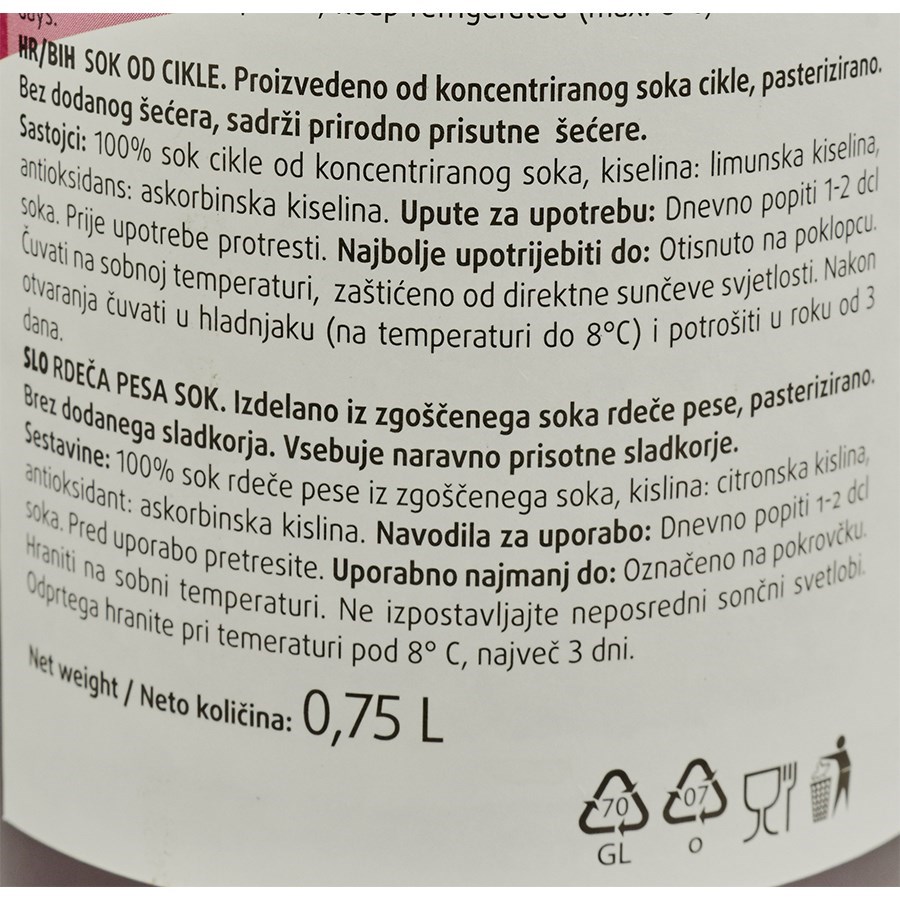 days.
keep refrigerated (max. 8°C)
HR/BIH SOK OD CIKLE. Proizvedeno od koncentriranog soka cikle, pasterizirano.
Bez dodanog šećera, sadrži prirodno prisutne šećere.
Sastojci: 100% sok cikle od koncentriranog soka, kiselina: limunska kiselina,
antioksidans: askorbinska kiselina. Upute za upotrebu: Dnevno popiti 1-2 dcl
soka. Prije upotrebe protresti. Najbolje upotrijebiti do: Otisnuto na poklopcu.
Čuvati na sobnoj temperaturi, zaštićeno od direktne sunčeve svjetlosti. Nakon
otvaranja čuvati u hladnjaku (na temperaturi do 8°C) i potrošiti u roku od 3
dana.
SLO RDEČA PESA SOK. Izdelano iz zgoščenega soka rdeče pese, pasterizirano.
Brez dodanega sladkorja. Vsebuje naravno prisotne sladkorje.
Sestavine: 100% sok rdeče pese iz zgoščenega soka, kislina: citronska kislina,
antioksidant: askorbinska kislina. Navodila za uporabo: Dnevno popiti 1-2 dcl
soka. Pred uporabo pretresite. Uporabno najmanj do: Označeno na pokrovčku.
Hraniti na sobni temperaturi. Ne izpostavljajte neposredni sončni svetlobi.
Odprtega hranite pri temeraturi pod 8° C, največ 3 dni.
Net weight / Neto količina: 0,75 L
70 07
GL O